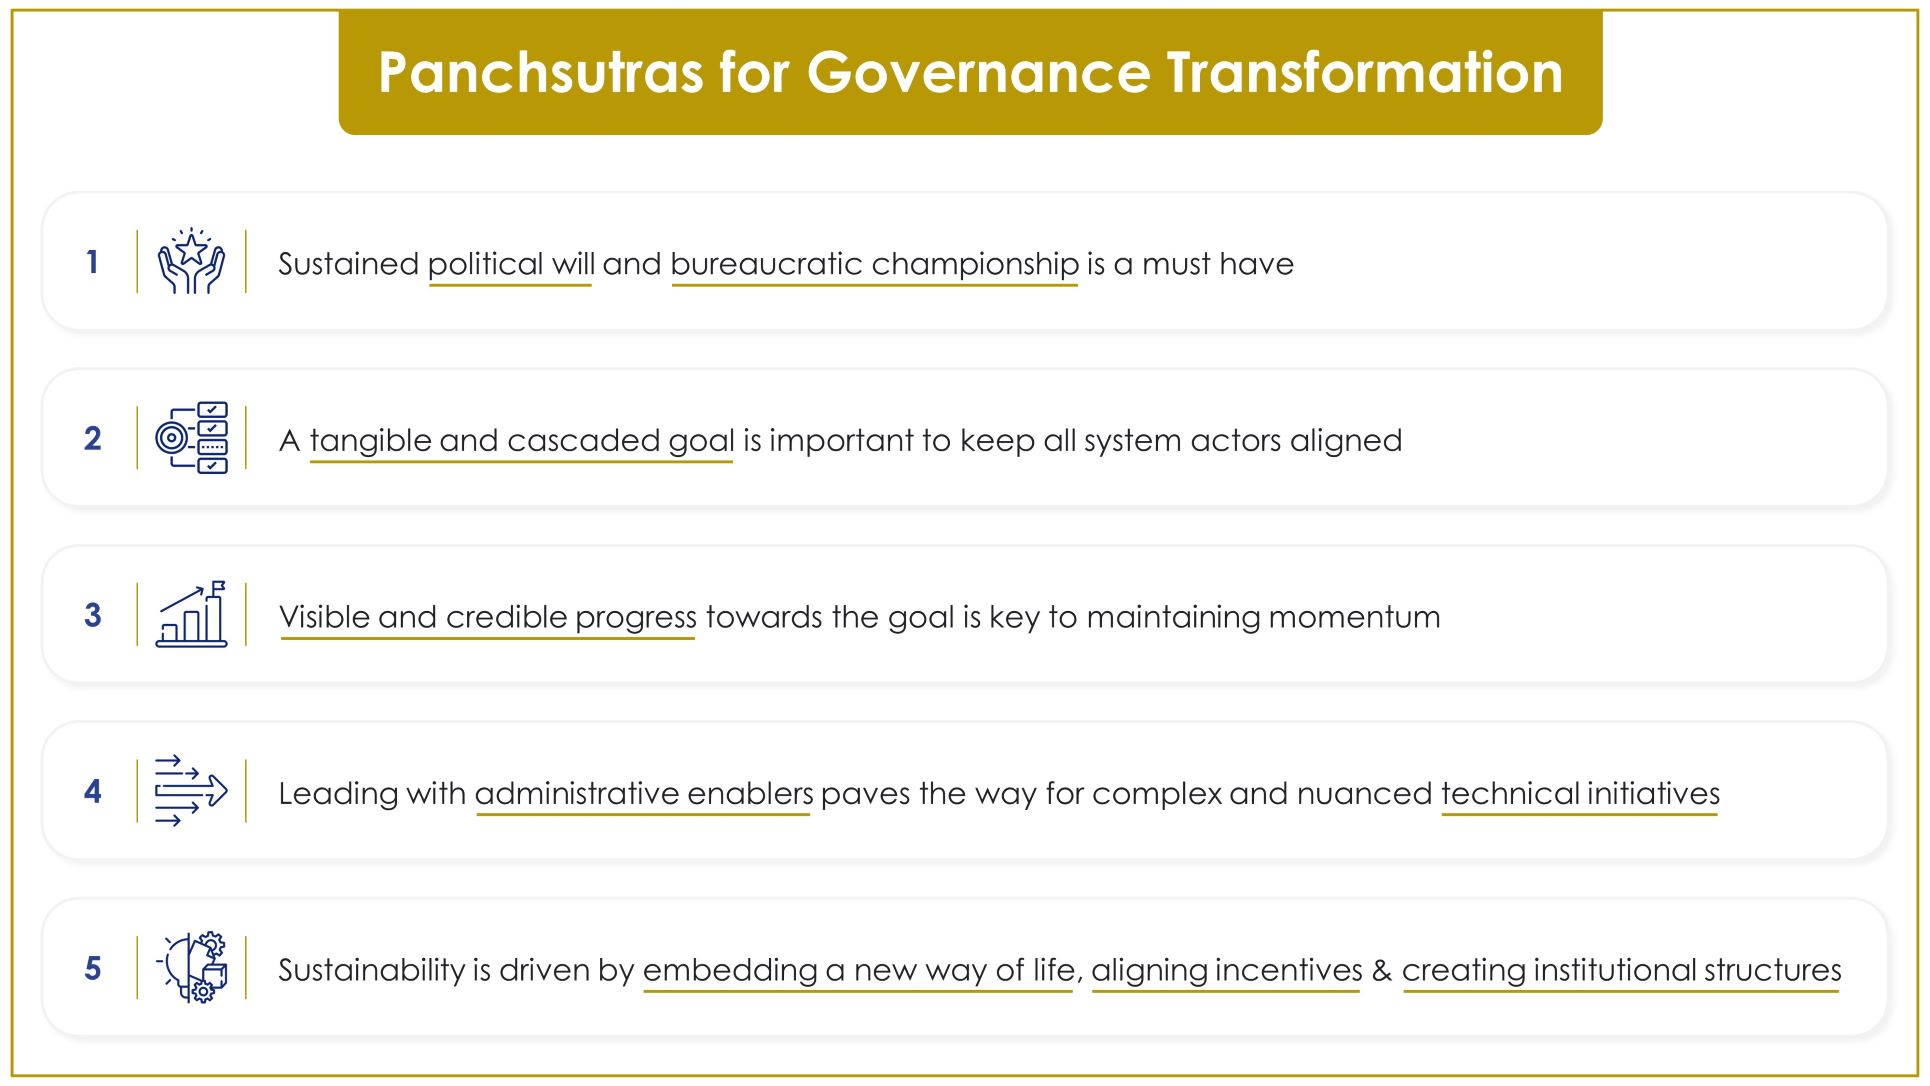 Panchsutras for Governance Transformation
1 Sustained political will and bureaucratic championship is a must have
2 A tangible and cascaded goal is important to keep all system actors aligned
3 Visible and credible progress towards the goal is key to maintaining momentum
4 Leading with administrative enablers paves the way for complex and nuanced technical initiatives
5 Sustainability is driven by embedding a new way of life, aligning incentives & creating institutional structures